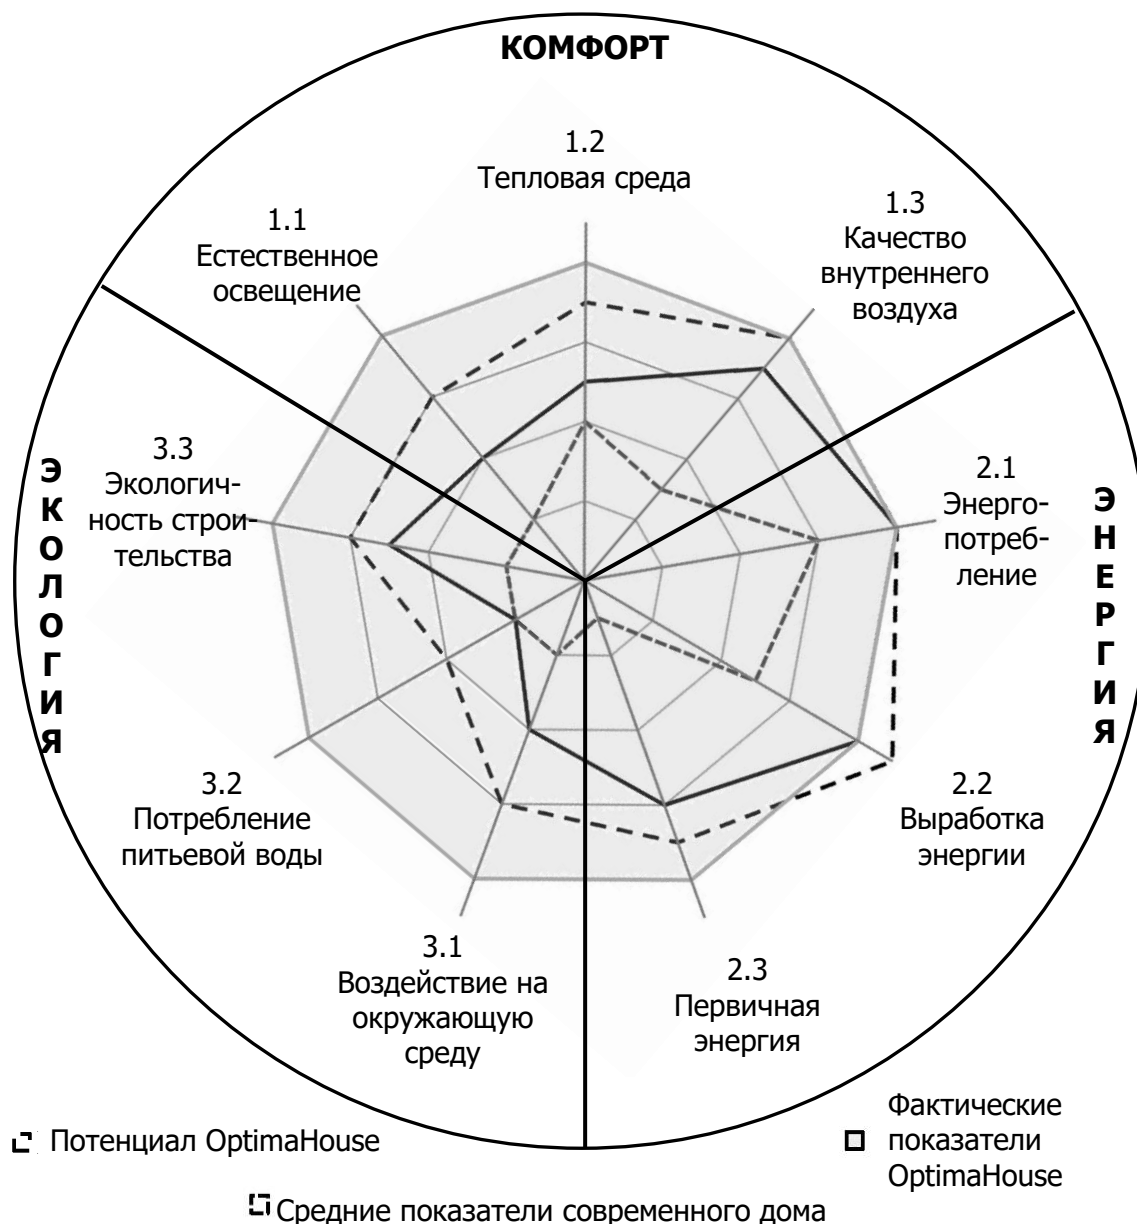 КОМФОРТ
1.2
Тепловая среда
1.1
Естественное
освещение
1.3
Качество
внутреннего
воздуха
3.3
Экологич-
ность строи-
тельства
ЭКОЛОГИЯ
2.1
Энерго-
потреб-
ление
ЭНЕРГИЯ
3.2
Потребление
питьевой воды
2.2
Выработка
энергии
3.1
Воздействие на
окружающую
среду
2.3
Первичная
энергия
Потенциал OptimaHouse
Фактические
показатели
OptimaHouse
Средние показатели современного дома